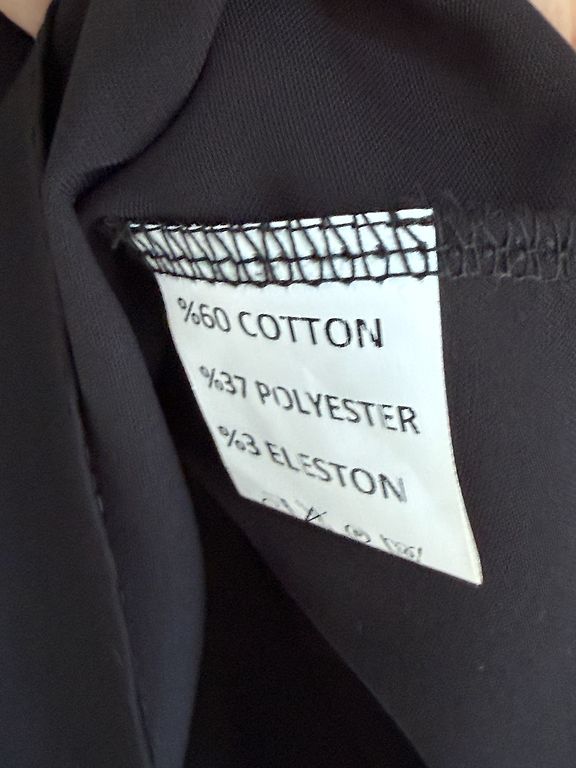 %60 COTTON
%37 POLYESTER
%3 ELESTON